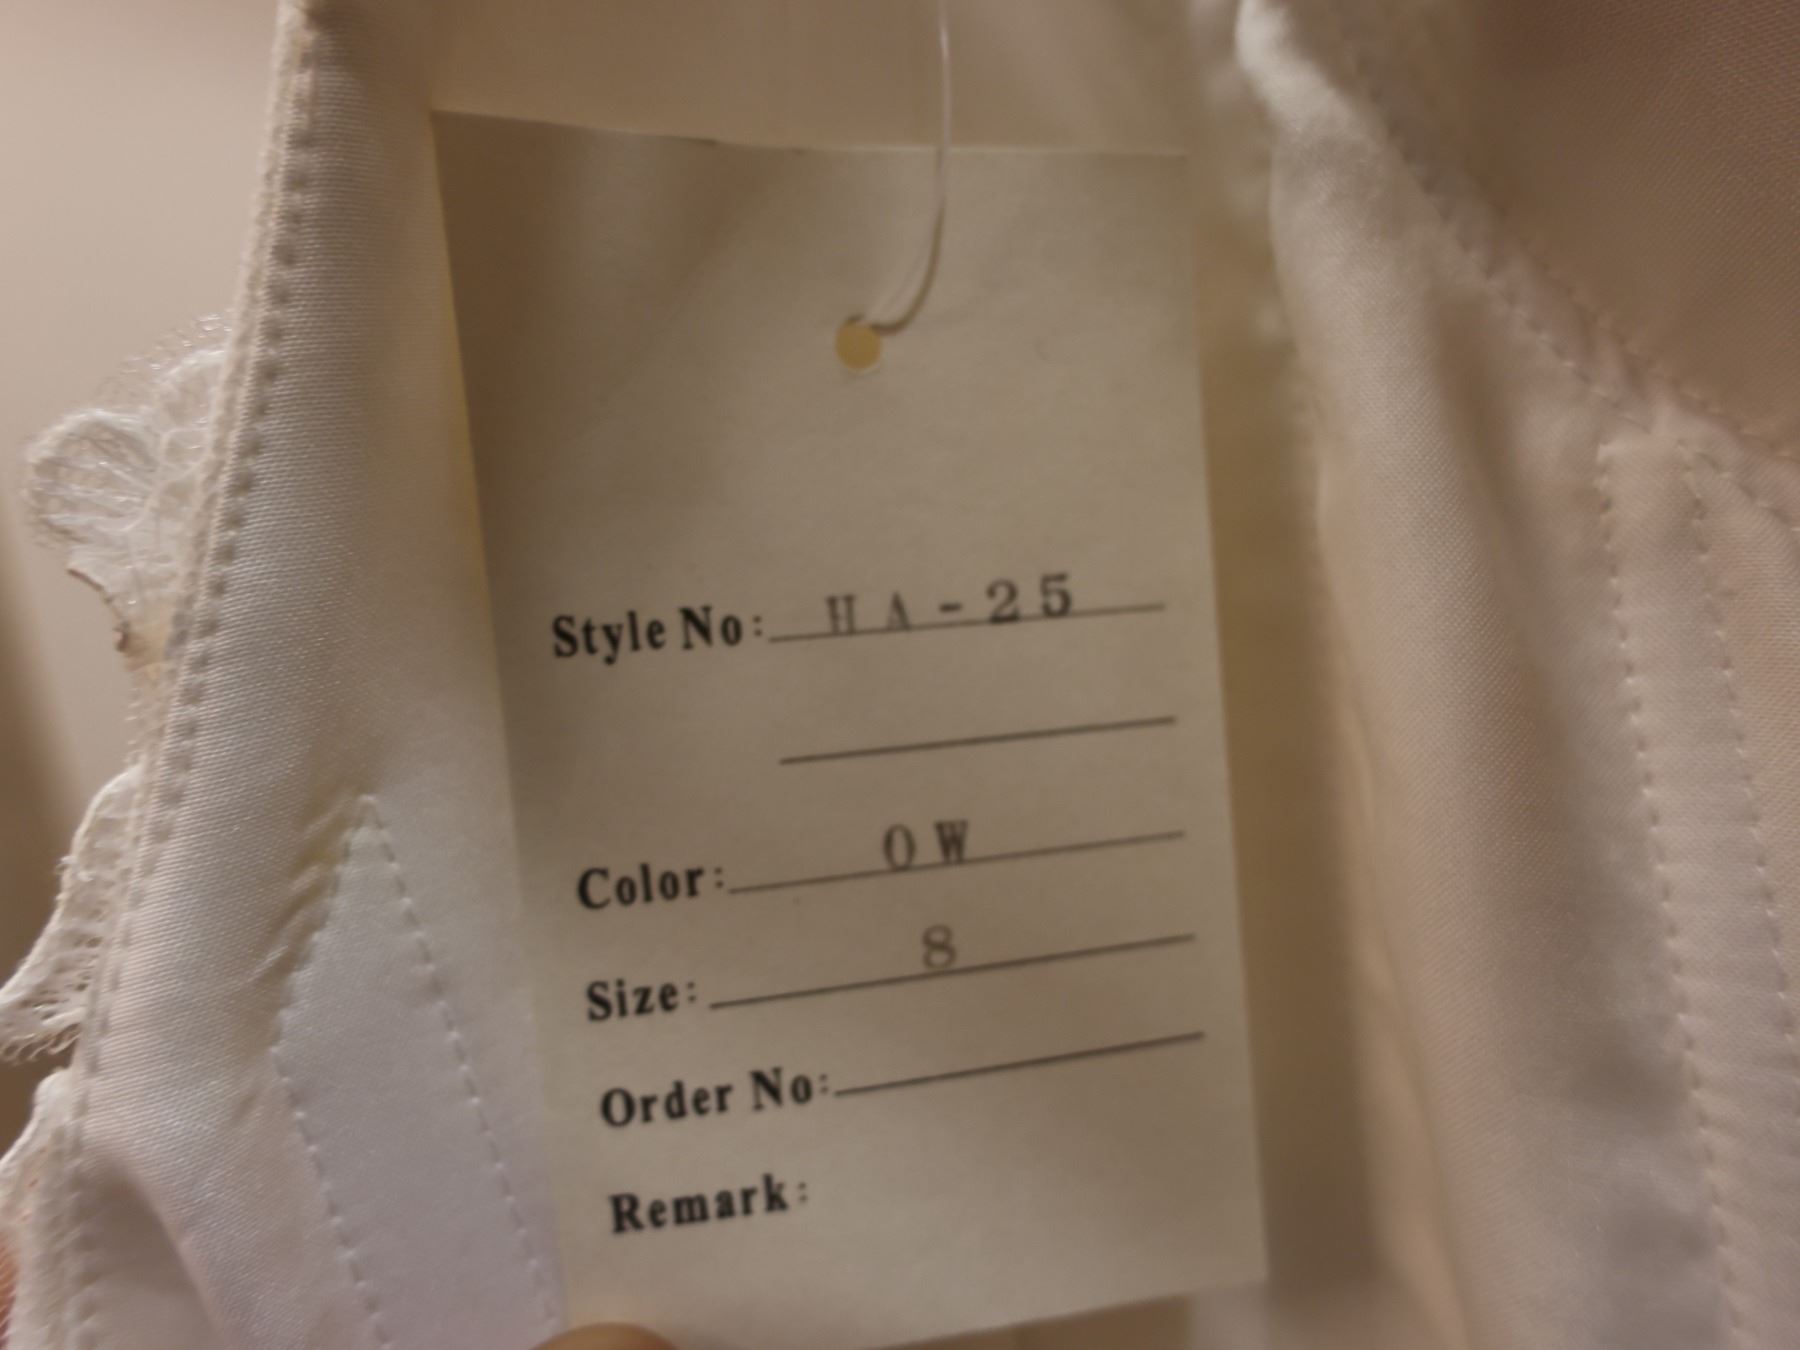 Style No: HA-25
Color: OW
Size: 8
Order No:
Remark: